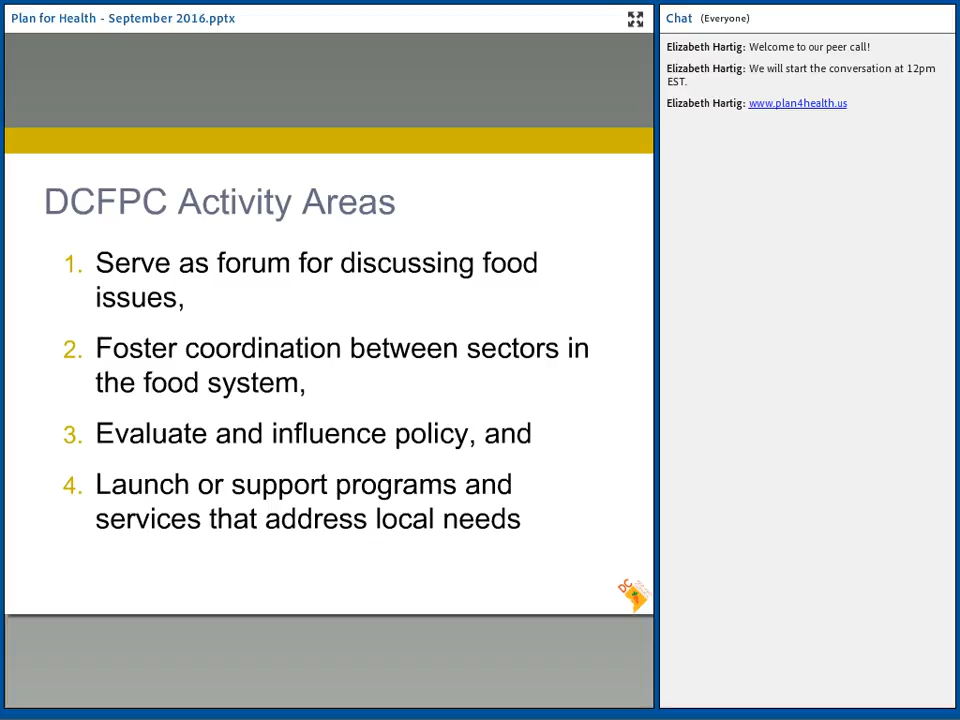 Plan for Health - September 2016.pptx
DCFPC Activity Areas
1. Serve as forum for discussing food
issues,
2. Foster coordination between sectors in
the food system,
3. Evaluate and influence policy, and
4. Launch or support programs and
services that address local needs
DC
Chat (Everyone)
Elizabeth Hartig: Welcome to our peer call!
Elizabeth Hartig: We will start the conversation at 12pm
EST.
Elizabeth Hartig: www.plan4health.us